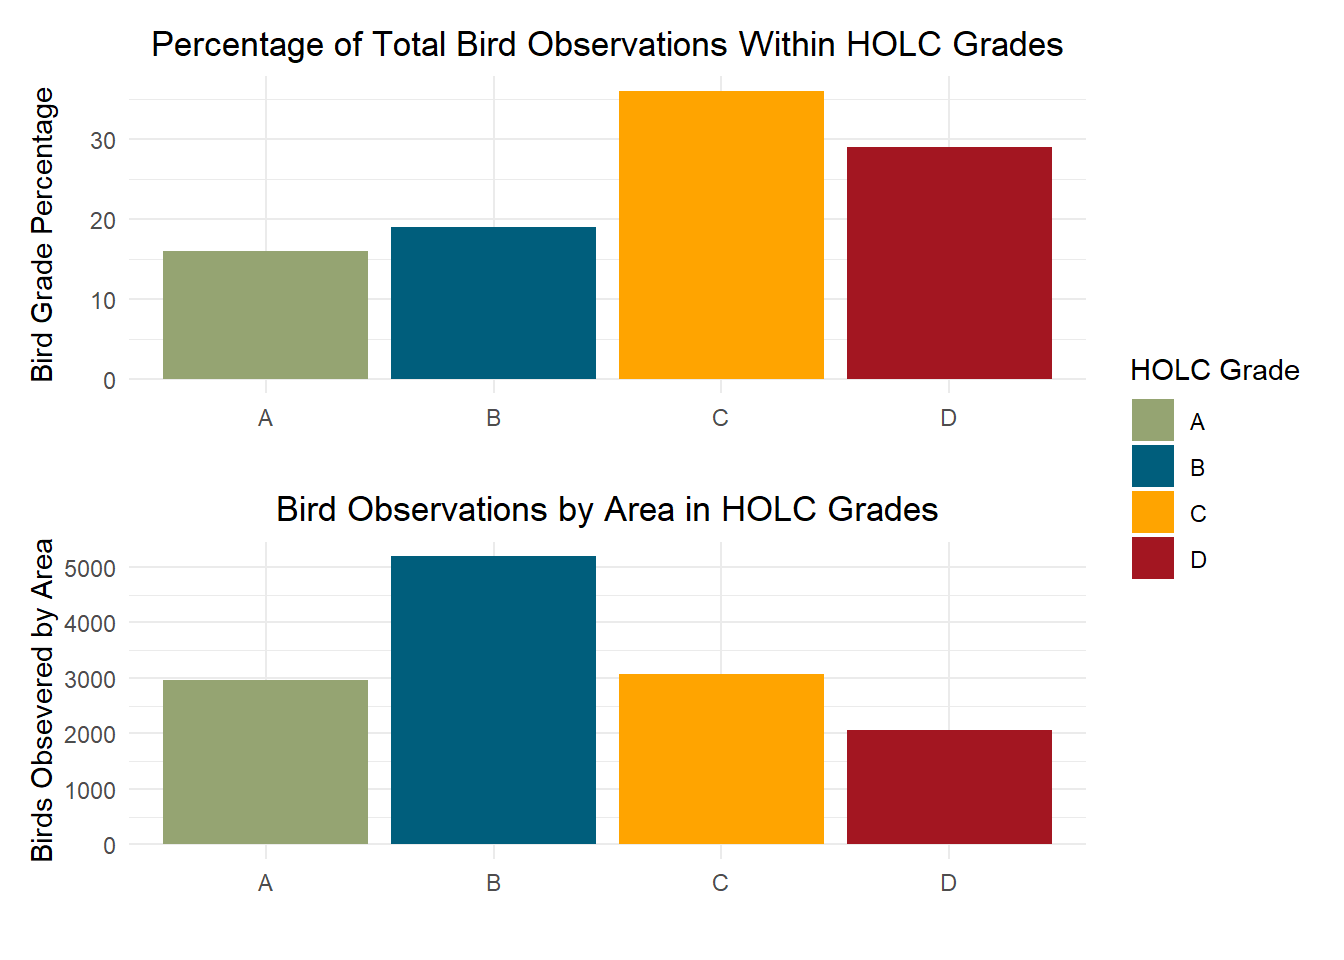 Percentage of Total Bird Observations Within HOLC Grades
Bird Grade Percentage
30
20
10
0
A B C D
HOLC Grade
A
B
C
D
Bird Observations by Area in HOLC Grades
Birds Obsevered by Area
5000
4000
3000
2000
1000
0
A B C D